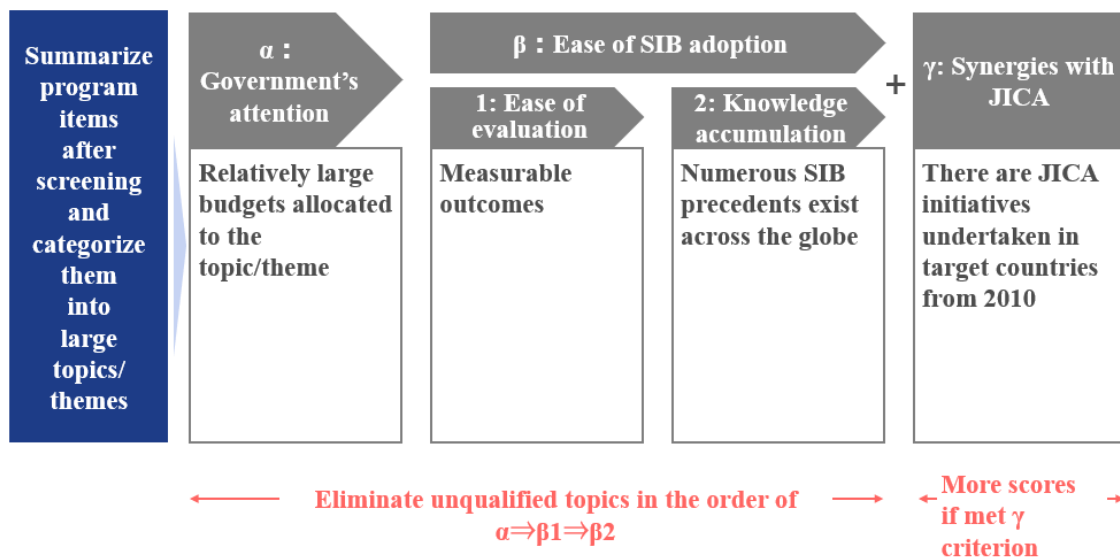 Summarize
program
items
after
screening
and
categorize
them
into
large
topics/
themes
α：
Government’s
attention
Relatively large
budgets allocated
to the
topic/theme
β：Ease of SIB adoption
1: Ease of
evaluation
Measurable
outcomes
2: Knowledge
accumulation
Numerous SIB
precedents exist
across the globe
+
γ: Synergies with
JICA
There are JICA
initiatives
undertaken in
target countries
from 2010
Eliminate unqualified topics in the order of
α⇒β1⇒β2
More scores
if met γ
criterion